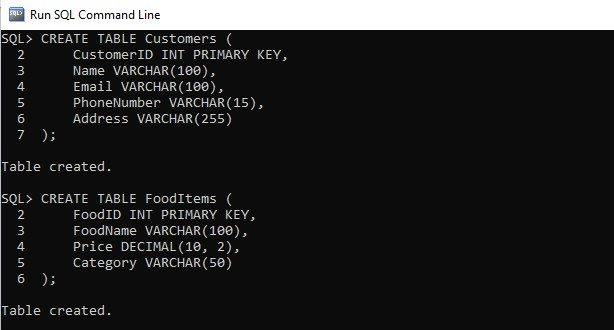 Run SQL Command Line
SQL> CREATE TABLE Customers (
  2      CustomerID INT PRIMARY KEY,
  3      Name VARCHAR(100),
  4      Email VARCHAR(100),
  5      PhoneNumber VARCHAR(15),
  6      Address VARCHAR(255)
  7  );
Table created.
SQL> CREATE TABLE FoodItems (
  2      FoodID INT PRIMARY KEY,
  3      FoodName VARCHAR(100),
  4      Price DECIMAL(10, 2),
  5      Category VARCHAR(50)
  6  );
Table created.